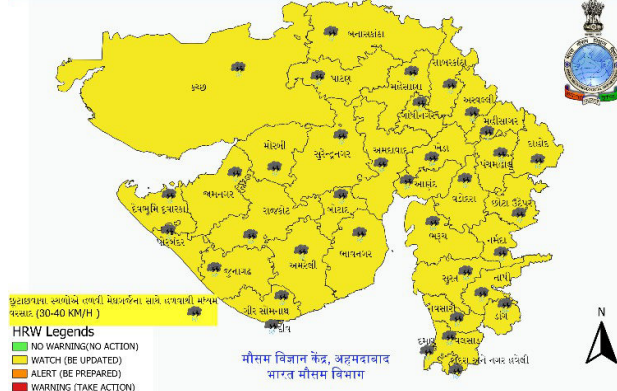 બનાસકાંઠા
સાબરકાંઠા
કચ્છ
પાટણ
મહેસાણા
અરવલ્લી
ગાંધીનગર
મહીસાગર
મોરબી
સુરેન્દ્રનગર
અમદાવાદ
ખેડા
પંચમહાલ
દાહોદ
જામનગર
આણંદ
વડોદરા
છોટા ઉદેપુર
દેવભૂમિ દ્વારકા
રાજકોટ
બોટાદ
પોરબંદર
ભરૂચ
નર્મદા
જુનાગઢ
અમરેલી
ભાવનગર
સુરત
તાપી
ગીર સોમનાથ
દીવ
નવસારી
ડાંગ
દમણ
વલસાડ
દાદરા અને નગર હવેલી
છુટાછવાયા સ્થળોએ હળવી મેઘગર્જના સાથે હળવાથી મધ્યમ
વરસાદ (30-40 KM/H )
HRW Legends
NO WARNING(NO ACTION)
WATCH (BE UPDATED)
ALERT (BE PREPARED)
WARNING (TAKE ACTION)
मौसम विज्ञान केंद्र, अहमदाबाद
भारत मौसम विभाग
N